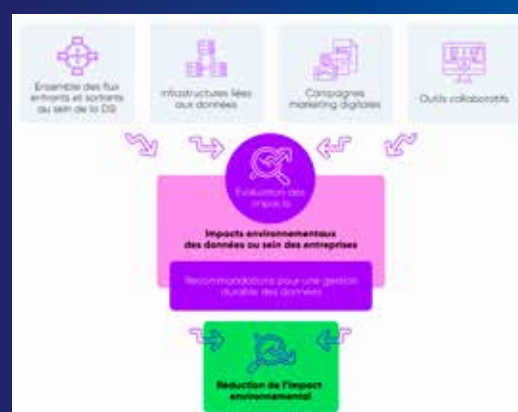 Ensemble des flux
entrants et sortants
au sein de la DSI
Infrastructures liées
aux données
Campagnes
marketing digitales
Outils collaboratifs
Évaluation des
impacts
Impacts environnementaux
des données au sein des entreprises
Recommandations pour une gestion
durable des données
Réduction de l'impact
environnemental